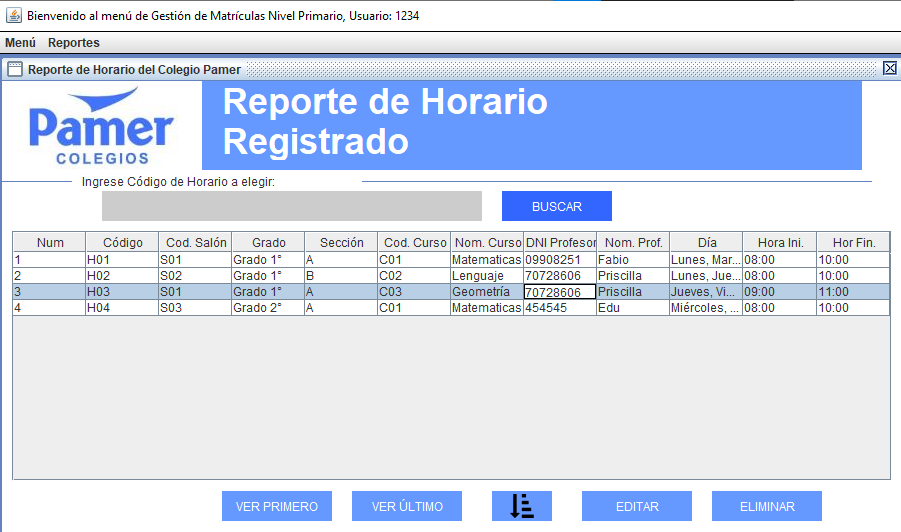 Bienvenido al menú de Gestión de Matrículas Nivel Primario, Usuario: 1234
Menú Reportes
Reporte de Horario del Colegio Pamer
Pamer
COLEGIOS
Reporte de Horario
Registrado
Ingrese Código de Horario a elegir:
BUSCAR
Num Código Cod. Salón Grado Sección Cod. Curso Nom. Curso DNI Profesor Nom. Prof. Día Hora Ini. Hor Fin.
1 H01 S01 Grado 1° A C01 Matematicas 09908251 Fabio Lunes, Mar... 08:00 10:00
2 H02 S02 Grado 1° B C02 Lenguaje 70728606 Priscilla Lunes, Jue... 08:00 10:00
3 H03 S01 Grado 1° A C03 Geometría 70728606 Priscilla Jueves, Vi... 09:00 11:00
4 H04 S03 Grado 2° A C01 Matematicas 454545 Edu Miércoles, ... 08:00 10:00
VER PRIMERO VER ÚLTIMO EDITAR ELIMINAR